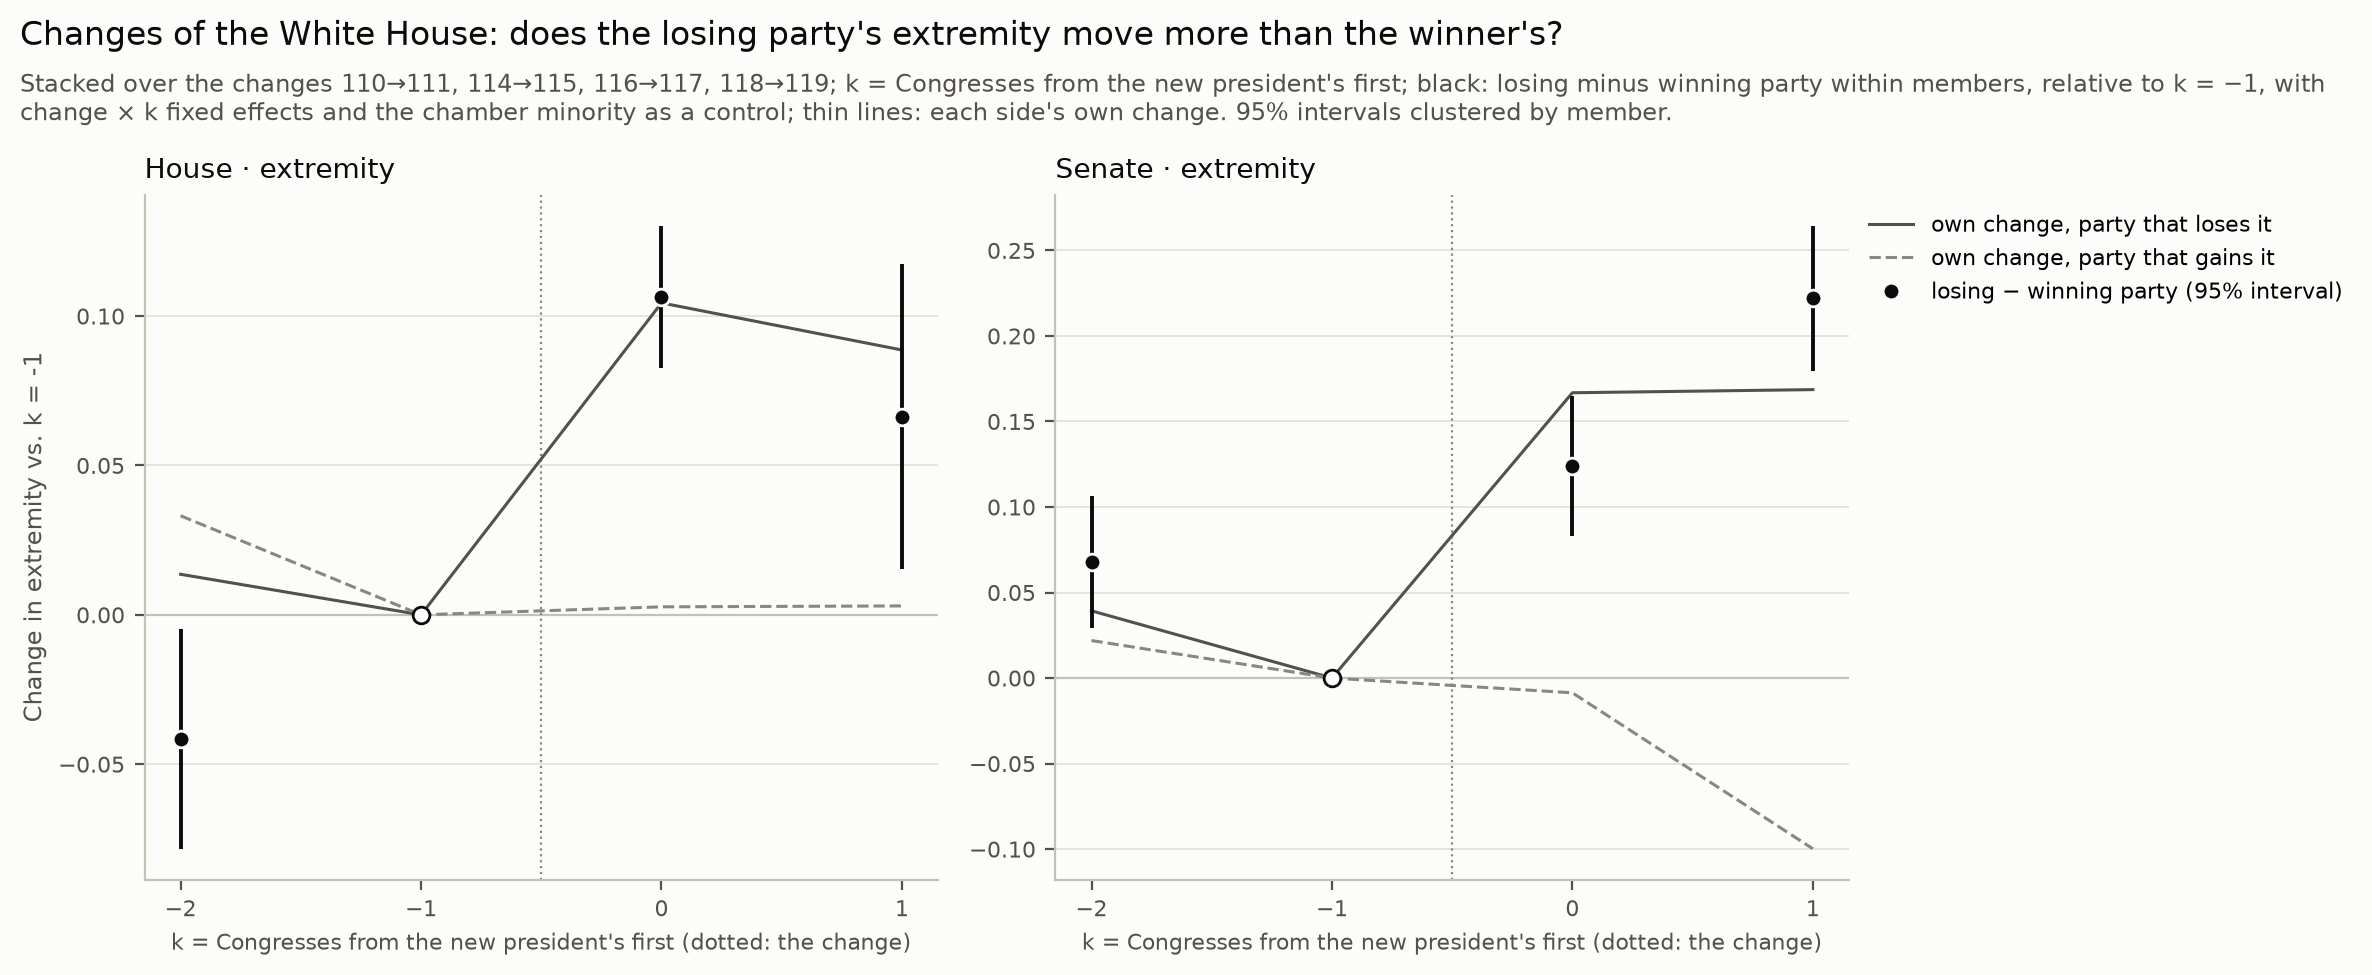 Changes of the White House: does the losing party's extremity move more than the winner's?
Stacked over the changes 110→111, 114→115, 116→117, 118→119; k = Congresses from the new president's first; black: losing minus winning party within members, relative to k = −1, with
change × k fixed effects and the chamber minority as a control; thin lines: each side's own change. 95% intervals clustered by member.
House · extremity
Change in extremity vs. k = -1
0.10
0.05
0.00
−0.05
−2
−1
0
1
k = Congresses from the new president's first (dotted: the change)
Senate · extremity
0.25
0.20
0.15
0.10
0.05
0.00
−0.05
−0.10
−2
−1
0
1
k = Congresses from the new president's first (dotted: the change)
own change, party that loses it
own change, party that gains it
losing − winning party (95% interval)